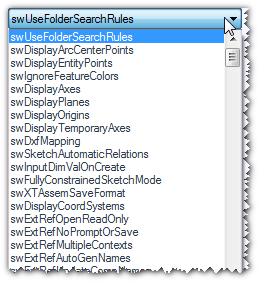 swUseFolderSearchRules
swUseFolderSearchRules
swDisplayArcCenterPoints
swDisplayEntityPoints
swIgnoreFeatureColors
swDisplayAxes
swDisplayPlanes
swDisplayOrigins
swDisplayTemporaryAxes
swDxfMapping
swSketchAutomaticRelations
swInputDimValOnCreate
swFullyConstrainedSketchMode
swXTAssemSaveFormat
swDisplayCoordSystems
swExtRefOpenReadOnly
swExtRefNoPromptOrSave
swExtRefMultipleContexts
swExtRefAutoGenNames